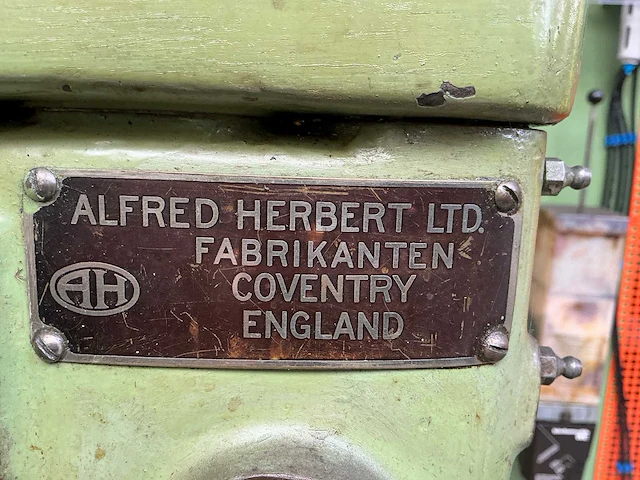 ALFRED HERBERT LTD.
FABRIKANTEN
AH
COVENTRY
ENGLAND